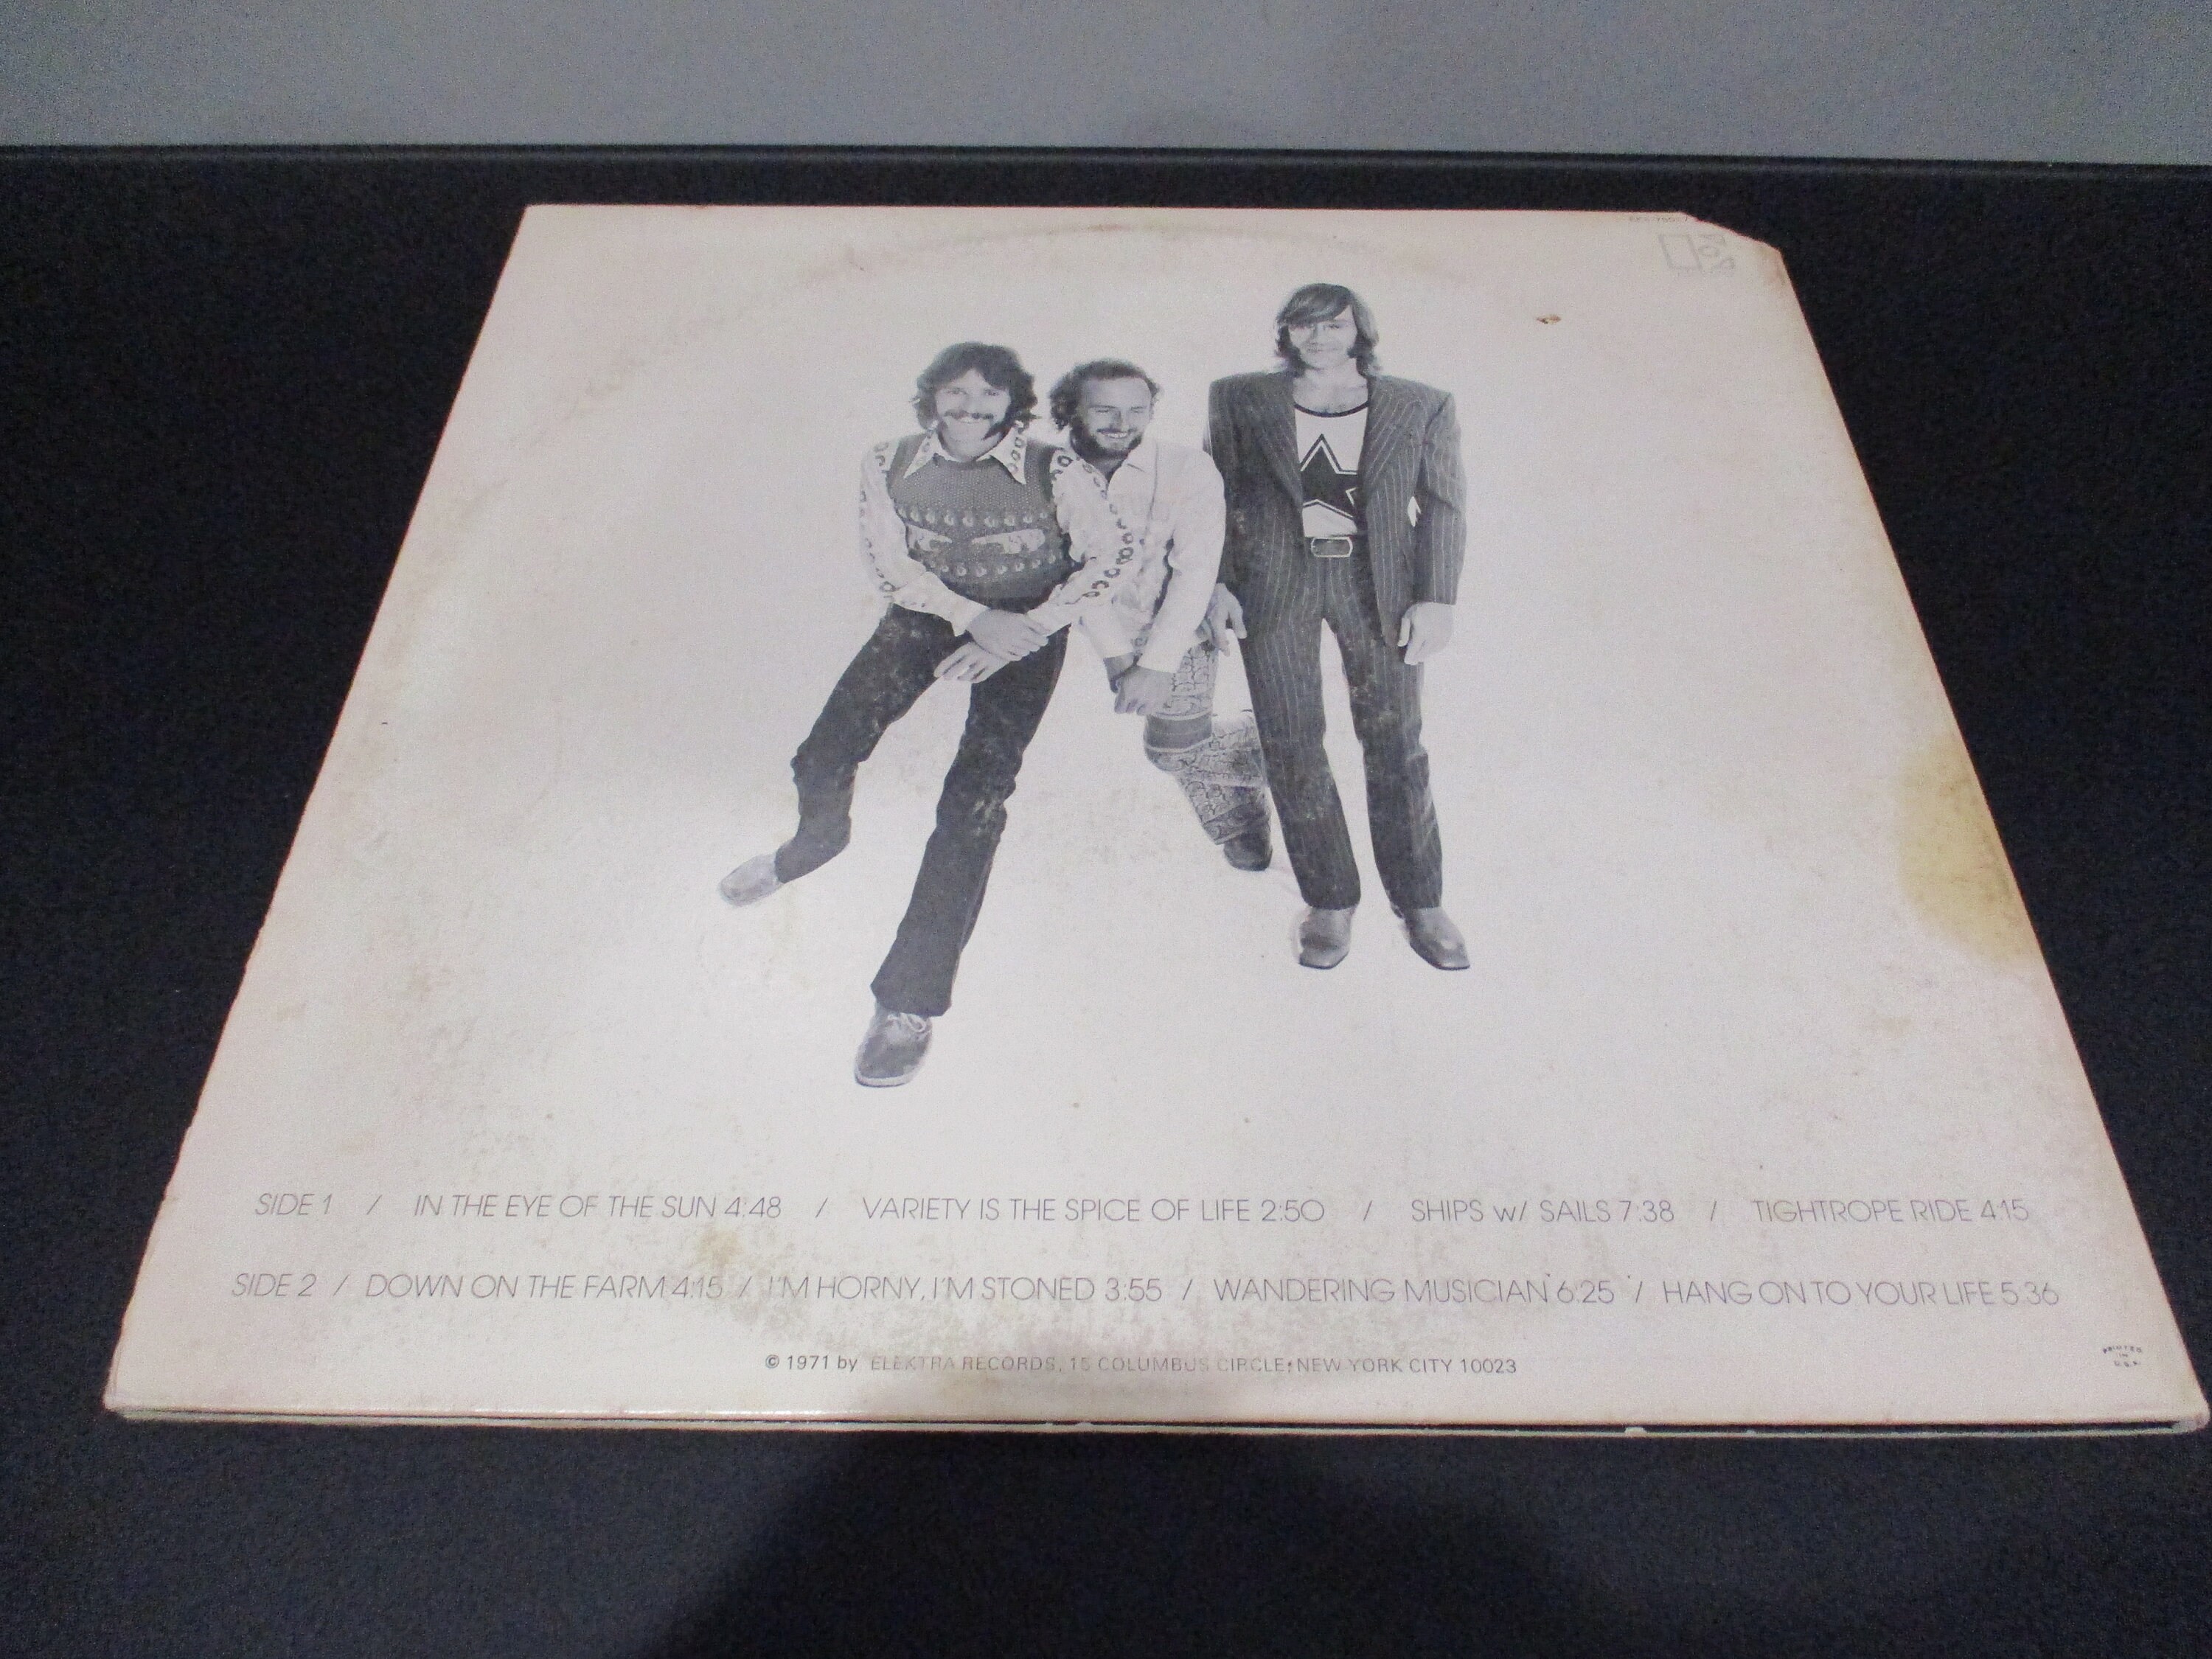 SIDE 1 / IN THE EYE OF THE SUN 4:48 / VARIETY IS THE SPICE OF LIFE 2:50 / SHIPS w/ SAILS 7:38 / TIGHTROPE RIDE 4:15
SIDE 2 / DOWN ON THE FARM 4:15 / I'M HORNY, I'M STONED 3:55 / WANDERING MUSICIAN 6:25 / HANG ON TO YOUR LIFE 5:36
© 1971 by ELEKTRA RECORDS, 15 COLUMBUS CIRCLE, NEW YORK CITY 10023
PRINTED
IN
U.S.A.